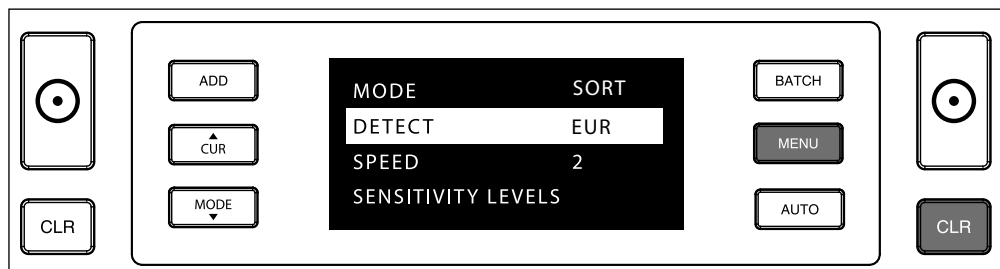 ADD
CUR
MODE
CLR
MODE SORT
DETECT EUR
SPEED 2
SENSITIVITY LEVELS
BATCH
MENU
AUTO
CLR